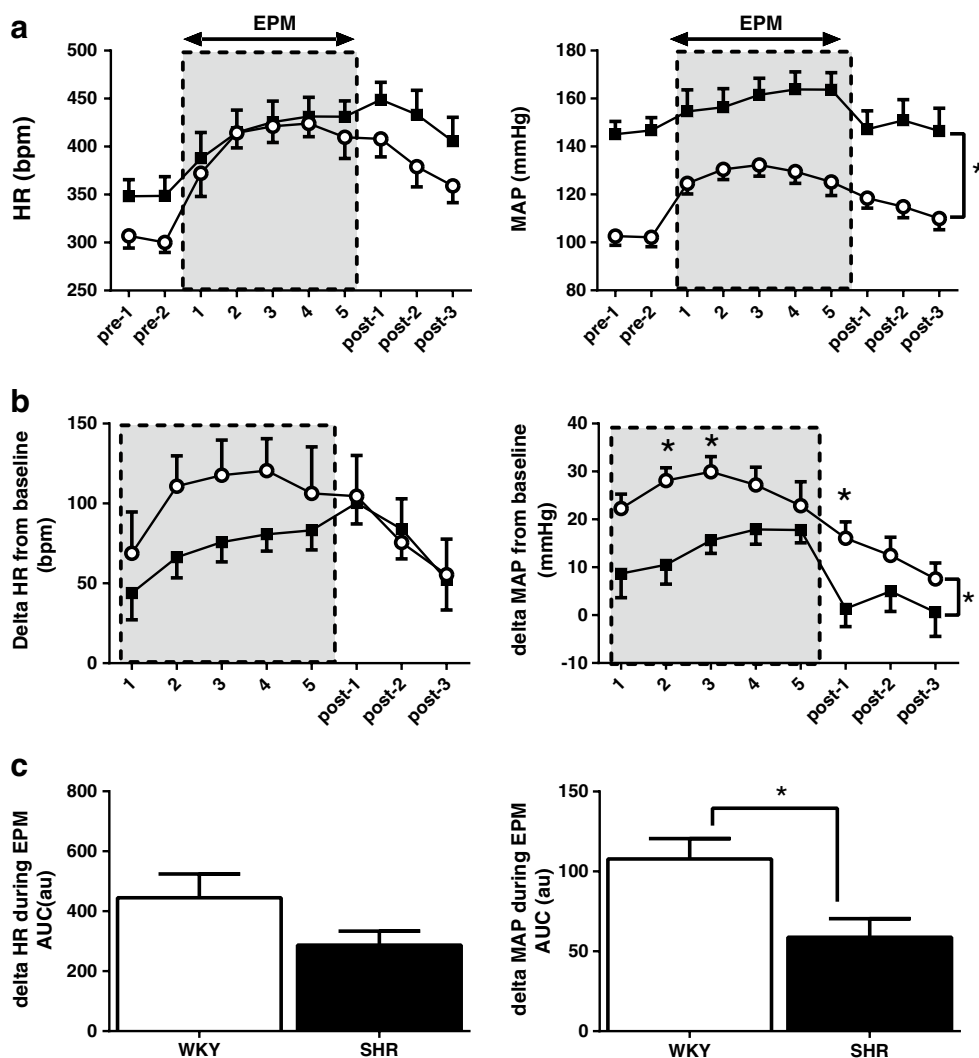 a
EPM
EPM
HR (bpm)
500
450
400
350
300
250
pre-1
pre-2
1
2
3
4
5
post-1
post-2
post-3
MAP (mmHg)
180
160
140
120
100
80
pre-1
pre-2
1
2
3
4
5
post-1
post-2
post-3
*
b
Delta HR from baseline
(bpm)
150
100
50
0
1
2
3
4
5
post-1
post-2
post-3
delta MAP from baseline
(mmHg)
40
30
20
10
0
-10
* * *
*
1
2
3
4
5
post-1
post-2
post-3
c
delta HR during EPM
AUC(au)
800
600
400
200
0
WKY SHR
delta MAP during EPM
AUC (au)
150
100
50
0
*
WKY SHR